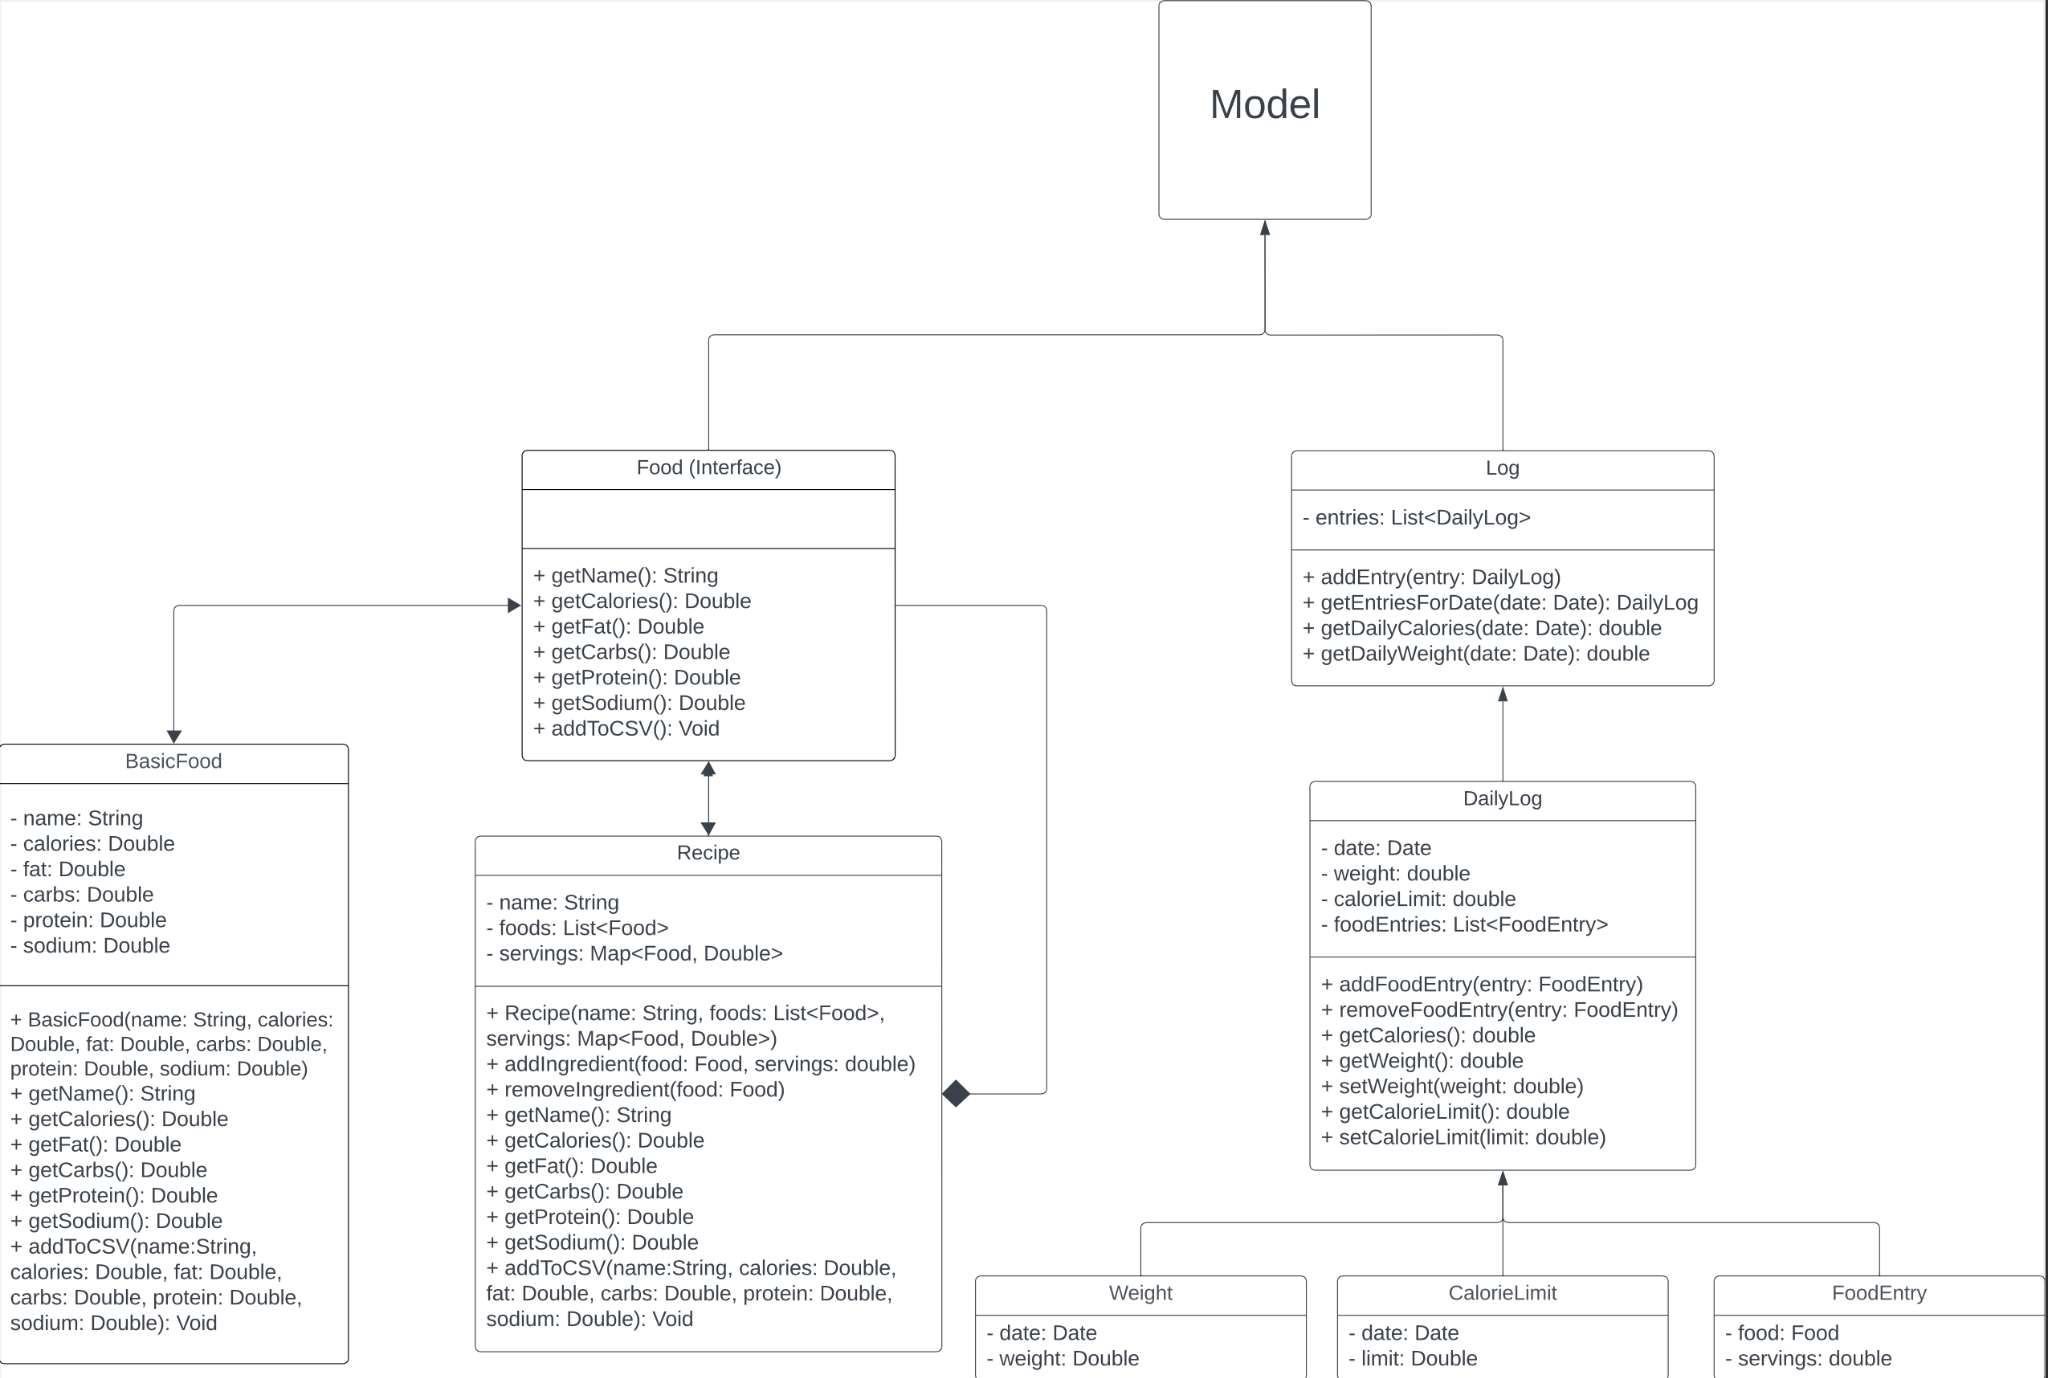 Model
Food (Interface)
+ getName(): String
+ getCalories(): Double
+ getFat(): Double
+ getCarbs(): Double
+ getProtein(): Double
+ getSodium(): Double
+ addToCSV(): Void
Log
- entries: List<DailyLog>
+ addEntry(entry: DailyLog)
+ getEntriesForDate(date: Date): DailyLog
+ getDailyCalories(date: Date): double
+ getDailyWeight(date: Date): double
BasicFood
- name: String
- calories: Double
- fat: Double
- carbs: Double
- protein: Double
- sodium: Double
+ BasicFood(name: String, calories:
Double, fat: Double, carbs: Double,
protein: Double, sodium: Double)
+ getName(): String
+ getCalories(): Double
+ getFat(): Double
+ getCarbs(): Double
+ getProtein(): Double
+ getSodium(): Double
+ addToCSV(name:String,
calories: Double, fat: Double,
carbs: Double, protein: Double,
sodium: Double): Void
Recipe
- name: String
- foods: List<Food>
- servings: Map<Food, Double>
+ Recipe(name: String, foods: List<Food>,
servings: Map<Food, Double>)
+ addIngredient(food: Food, servings: double)
+ removeIngredient(food: Food)
+ getName(): String
+ getCalories(): Double
+ getFat(): Double
+ getCarbs(): Double
+ getProtein(): Double
+ getSodium(): Double
+ addToCSV(name:String, calories: Double,
fat: Double, carbs: Double, protein: Double,
sodium: Double): Void
DailyLog
- date: Date
- weight: double
- calorieLimit: double
- foodEntries: List<FoodEntry>
+ addFoodEntry(entry: FoodEntry)
+ removeFoodEntry(entry: FoodEntry)
+ getCalories(): double
+ getWeight(): double
+ setWeight(weight: double)
+ getCalorieLimit(): double
+ setCalorieLimit(limit: double)
Weight
- date: Date
- weight: Double
CalorieLimit
- date: Date
- limit: Double
FoodEntry
- food: Food
- servings: double